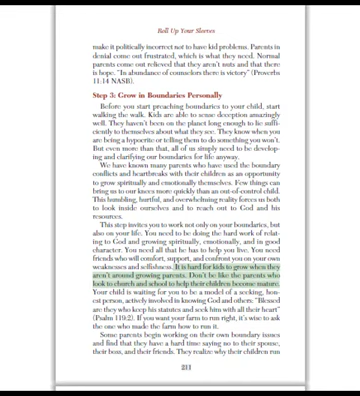 Roll Up Your Sleeves
make it politically incorrect not to have kid problems. Parents in
denial come out frustrated, which is what they need. Normal
parents come out relieved that they aren't nuts and that there
is hope. "In abundance of counselors there is victory" (Proverbs
11:14 NASB).
Step 3: Grow in Boundaries Personally
Before you start preaching boundaries to your child, start
walking the walk. Kids are able to sense deception amazingly
well. They haven't been on the planet long enough to lie suffi-
ciently to themselves about what they see. They know when you
are being a hypocrite or telling them to do something you won't.
But even more than that, all of us simply need to be develop-
ing and clarifying our boundaries for life anyway.
We have known many parents who have used the boundary
conflicts and heartbreaks with their children as an opportunity
to grow spiritually and emotionally themselves. Few things can
bring us to our knees more quickly than an out-of-control child.
This humbling, hurtful, and overwhelming reality forces us both
to look inside ourselves and to reach out to God and his
resources.
This step invites you to work not only on your boundaries, but
also on your life. You need to be doing the hard work of relat-
ing to God and growing spiritually, emotionally, and in good
character. You need all that he has to help you live. You need
friends who will comfort, support, and confront you on your own
weaknesses and selfishness. It is hard for kids to grow when they
aren't around growing parents. Don't be like the parents who
look to church and school to help their children become mature.
Your child is waiting for you to be a model of a seeking, hon-
est person, actively involved in knowing God and others: "Blessed
are they who keep his statutes and seek him with all their heart"
(Psalm 119:2). If you want your farm to run right, it's wise to ask
the one who made the farm how to run it.
Some parents begin working on their own boundary issues
and find that they have a hard time saying no to their spouse,
their boss, and their friends. They realize why their children run
211